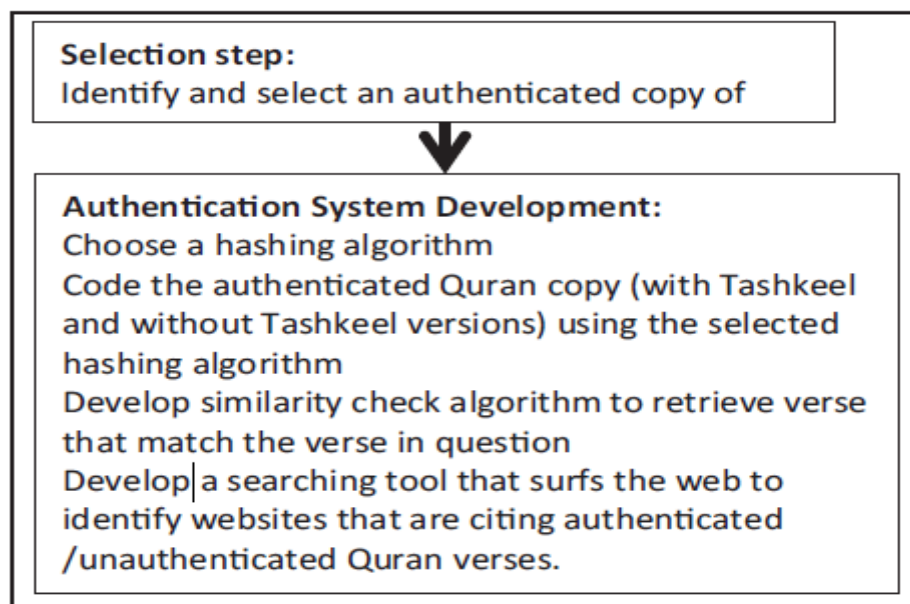 Selection step:
Identify and select an authenticated copy of
Authentication System Development:
Choose a hashing algorithm
Code the authenticated Quran copy (with Tashkeel
and without Tashkeel versions) using the selected
hashing algorithm
Develop similarity check algorithm to retrieve verse
that match the verse in question
Develop a searching tool that surfs the web to
identify websites that are citing authenticated
/unauthenticated Quran verses.